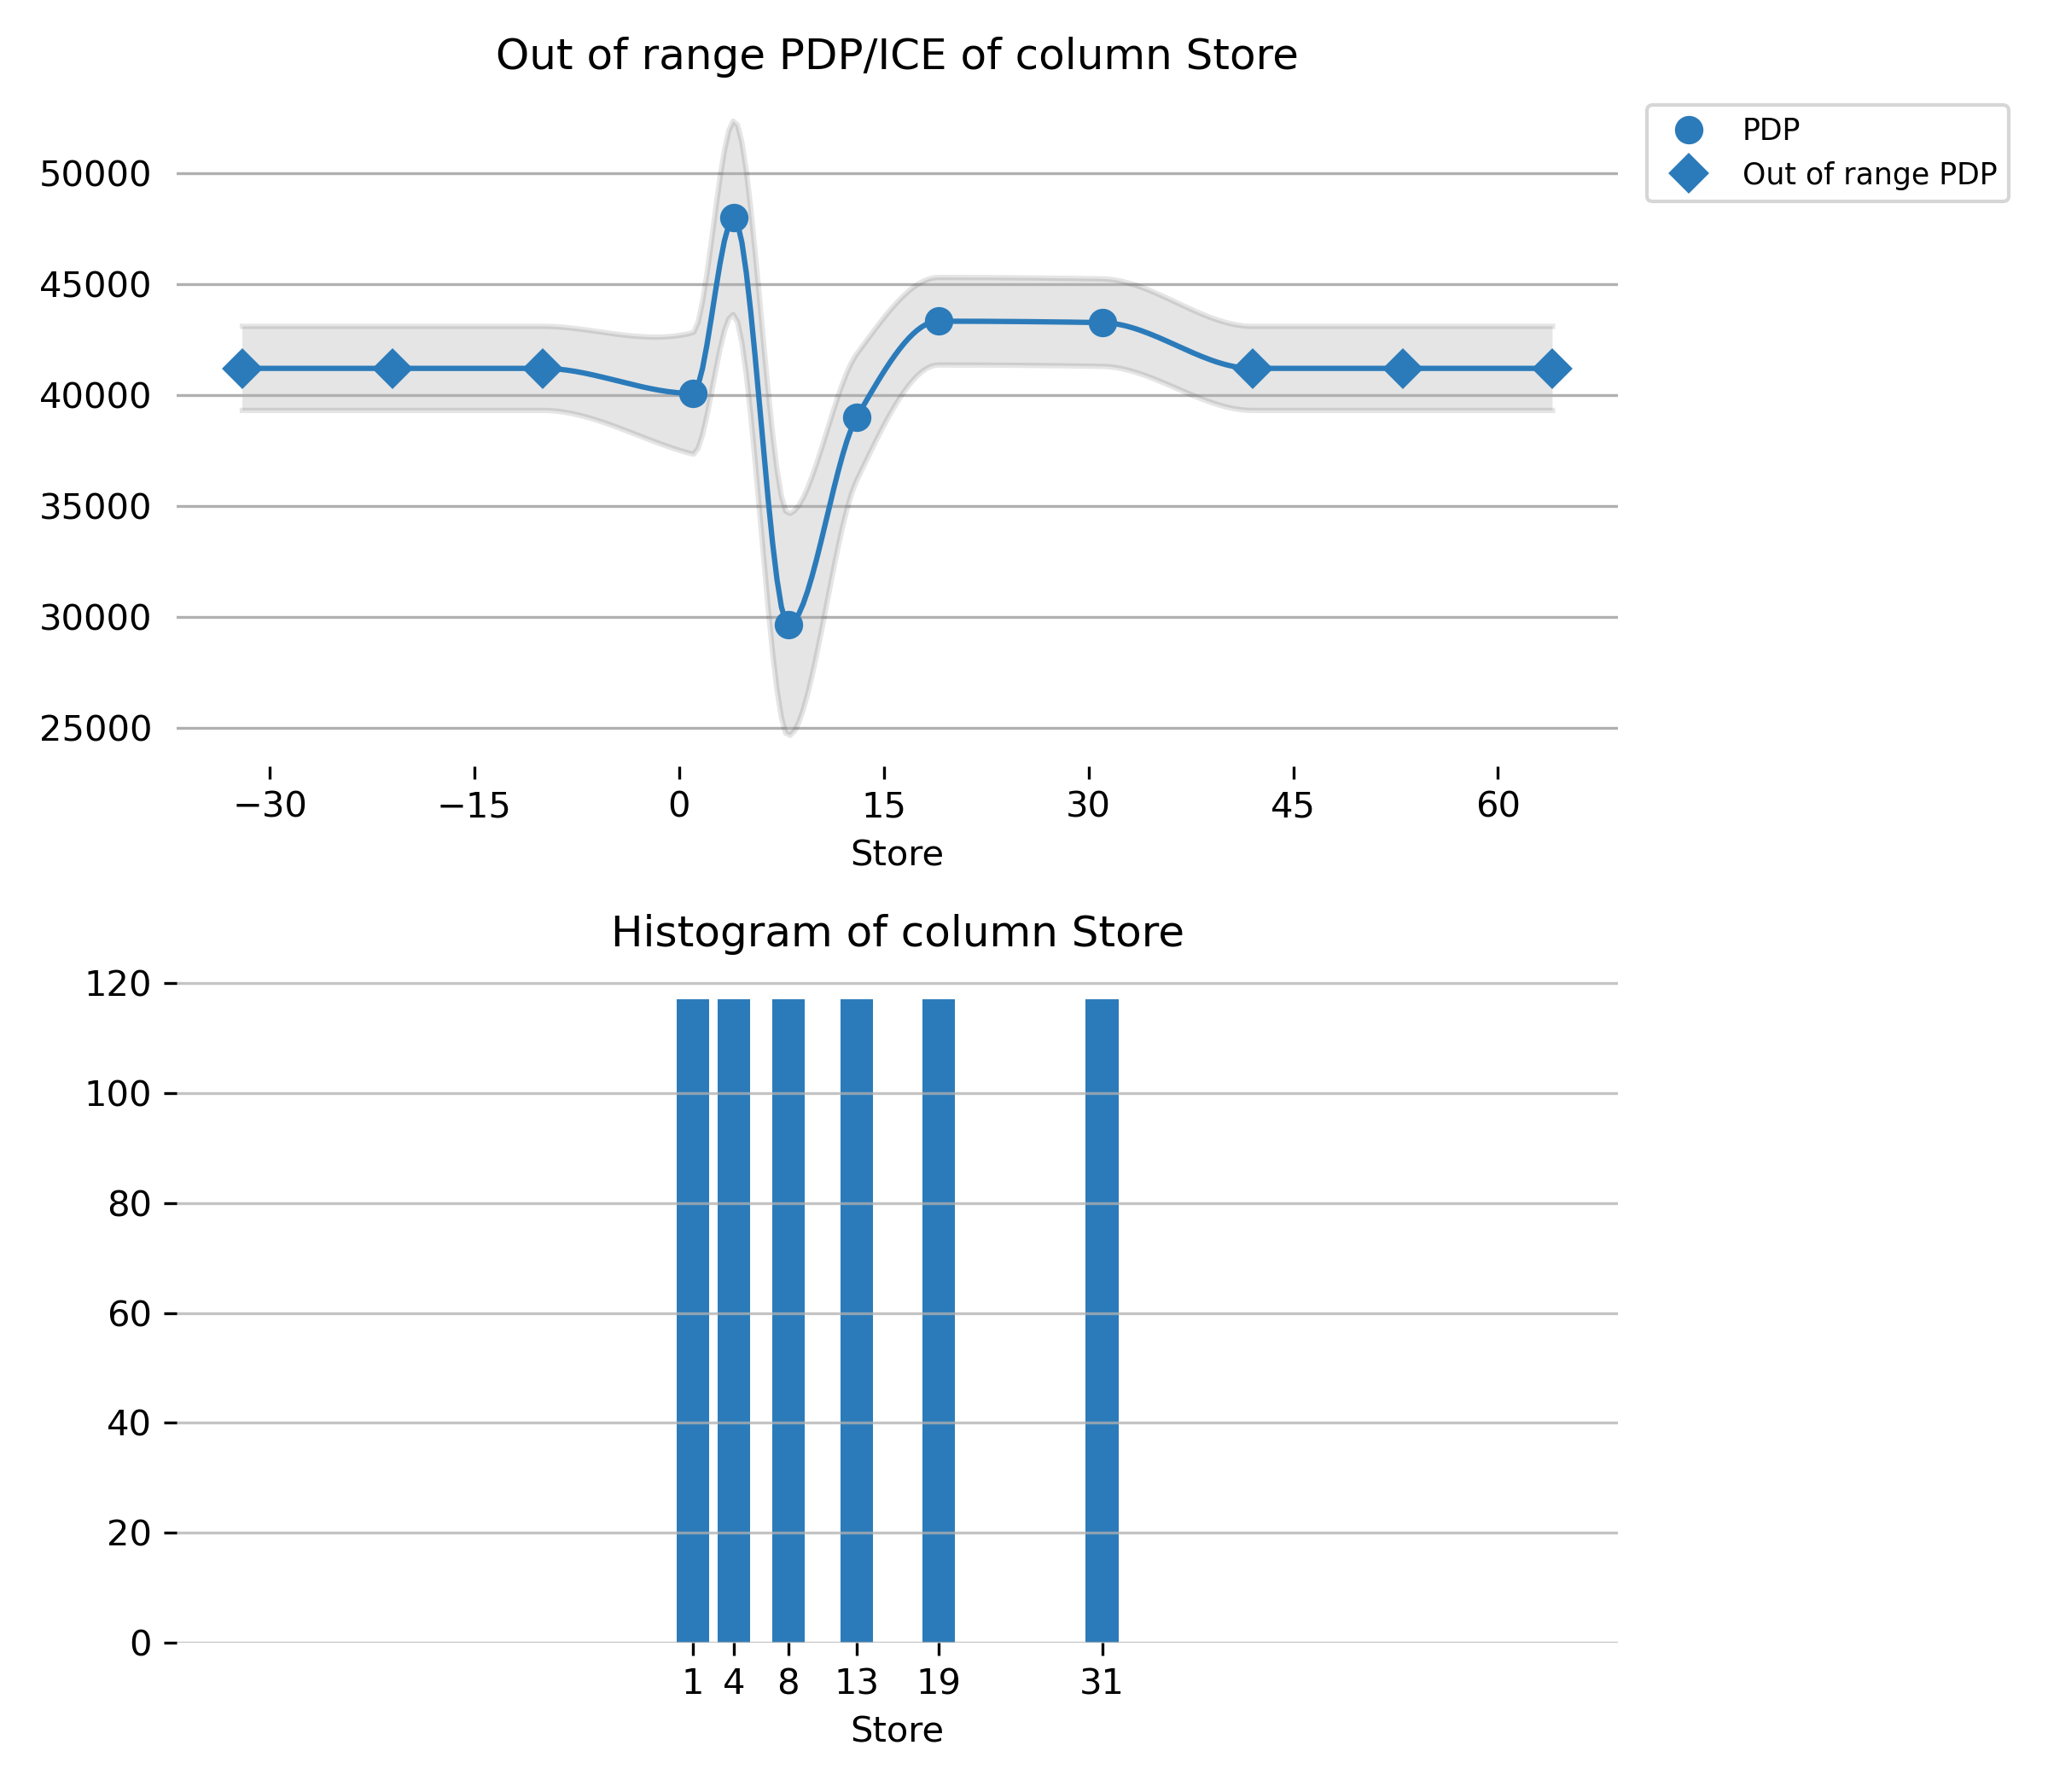 Out of range PDP/ICE of column Store
PDP
Out of range PDP
50000
45000
40000
35000
30000
25000
−30 −15 0 15 30 45 60
Store
Histogram of column Store
120
100
80
60
40
20
0
1 4 8 13 19 31
Store